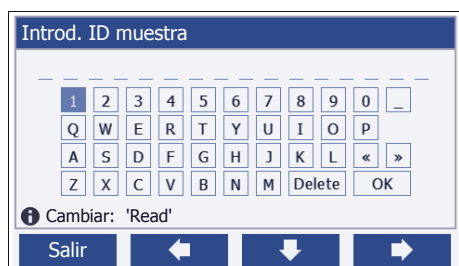 Introd. ID muestra
1 2 3 4 5 6 7 8 9 0 _
Q W E R T Y U I O P
A S D F G H J K L « »
Z X C V B N M Delete OK
Cambiar: 'Read'
Salir